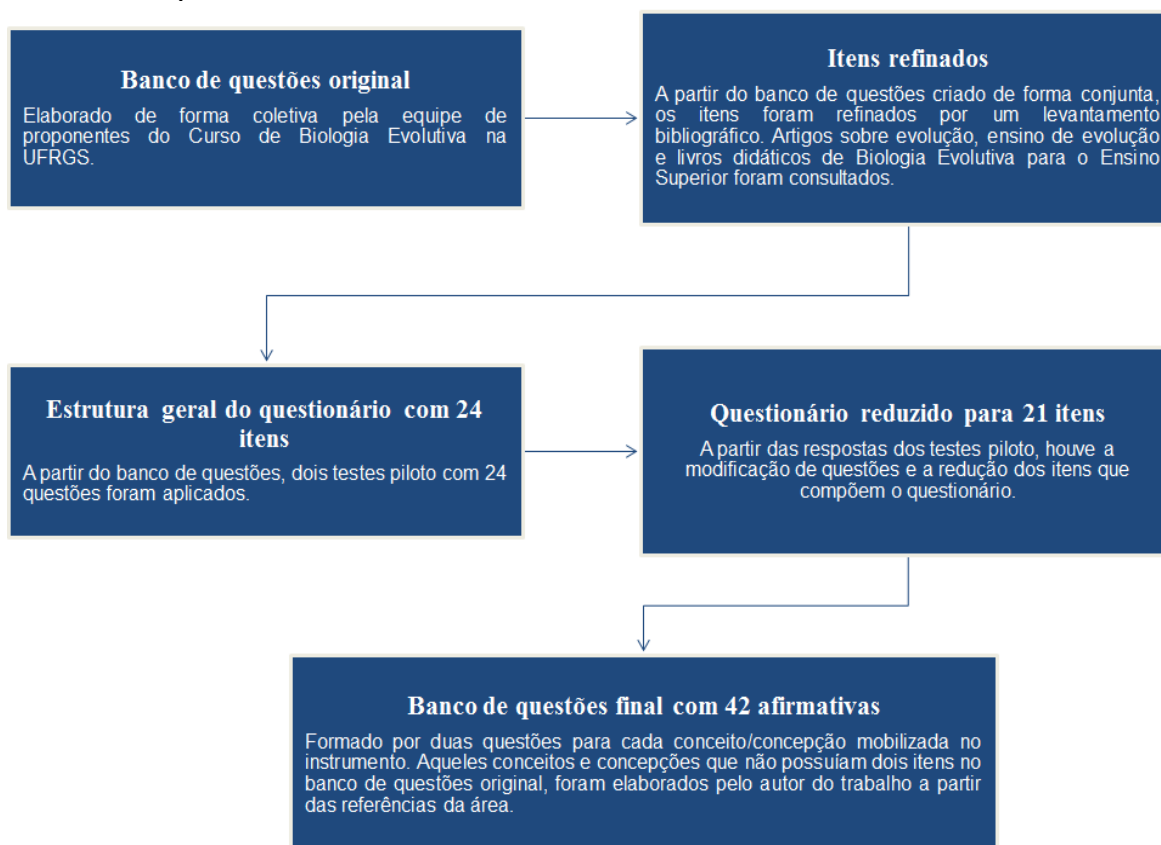 Banco de questões original
Elaborado de forma coletiva pela equipe de
proponentes do Curso de Biologia Evolutiva na
UFRGS.
Itens refinados
A partir do banco de questões criado de forma conjunta,
os itens foram refinados por um levantamento
bibliográfico. Artigos sobre evolução, ensino de evolução
e livros didáticos de Biologia Evolutiva para o Ensino
Superior foram consultados.
Estrutura geral do questionário com 24
itens
A partir do banco de questões, dois testes piloto com 24
questões foram aplicados.
Questionário reduzido para 21 itens
A partir das respostas dos testes piloto, houve a
modificação de questões e a redução dos itens que
compõem o questionário.
Banco de questões final com 42 afirmativas
Formado por duas questões para cada conceito/concepção mobilizada no
instrumento. Aqueles conceitos e concepções que não possuíam dois itens no
banco de questões original, foram elaborados pelo autor do trabalho a partir
das referências da área.